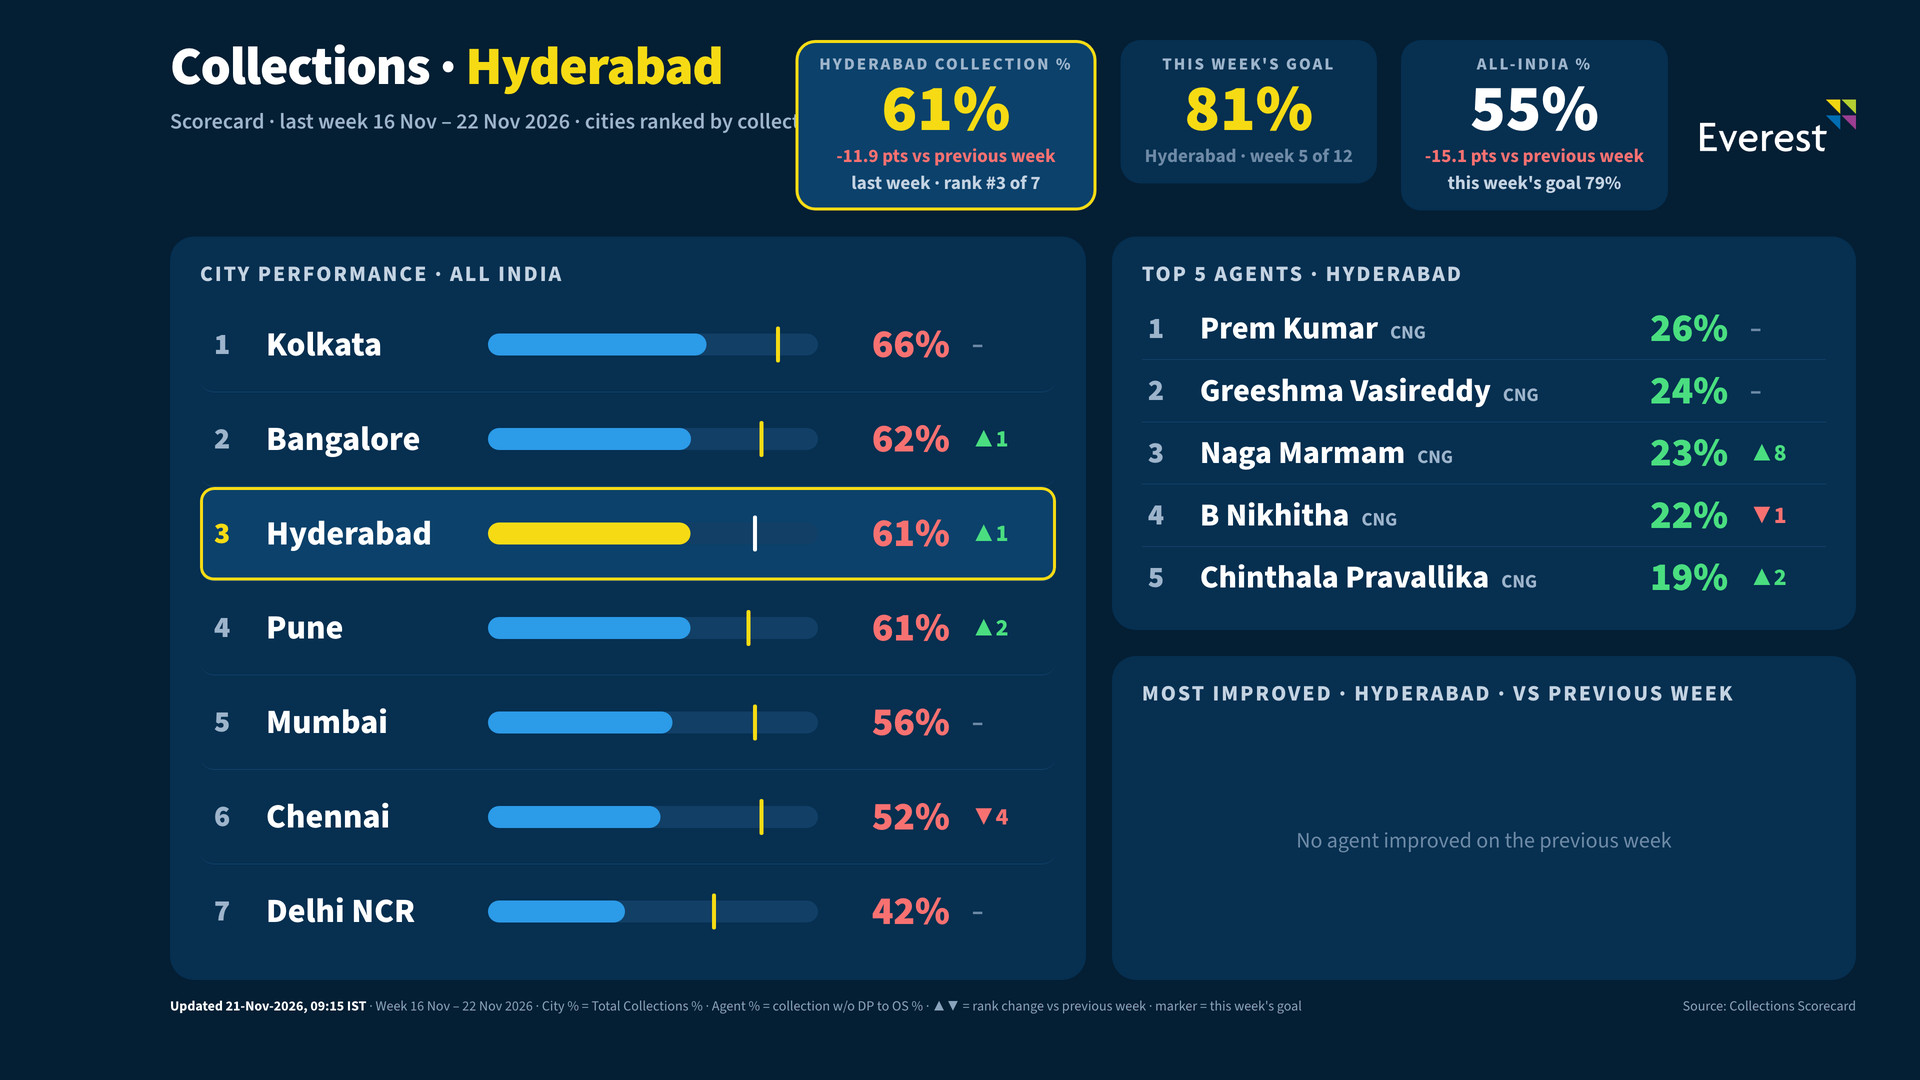 Collections · Hyderabad
Scorecard · last week 16 Nov – 22 Nov 2026 · cities ranked by collect
HYDERABAD COLLECTION %
61%
-11.9 pts vs previous week
last week · rank #3 of 7
THIS WEEK'S GOAL
81%
Hyderabad · week 5 of 12
ALL-INDIA %
55%
-15.1 pts vs previous week
this week's goal 79%
Everest
CITY PERFORMANCE · ALL INDIA
1 Kolkata 66% –
2 Bangalore 62% ▲1
3 Hyderabad 61% ▲1
4 Pune 61% ▲2
5 Mumbai 56% –
6 Chennai 52% ▼4
7 Delhi NCR 42% –
TOP 5 AGENTS · HYDERABAD
1 Prem Kumar CNG 26% –
2 Greeshma Vasireddy CNG 24% –
3 Naga Marmam CNG 23% ▲8
4 B Nikhitha CNG 22% ▼1
5 Chinthala Pravallika CNG 19% ▲2
MOST IMPROVED · HYDERABAD · VS PREVIOUS WEEK
No agent improved on the previous week
Updated 21-Nov-2026, 09:15 IST · Week 16 Nov – 22 Nov 2026 · City % = Total Collections % · Agent % = collection w/o DP to OS % · ▲ ▼ = rank change vs previous week · marker = this week's goal
Source: Collections Scorecard